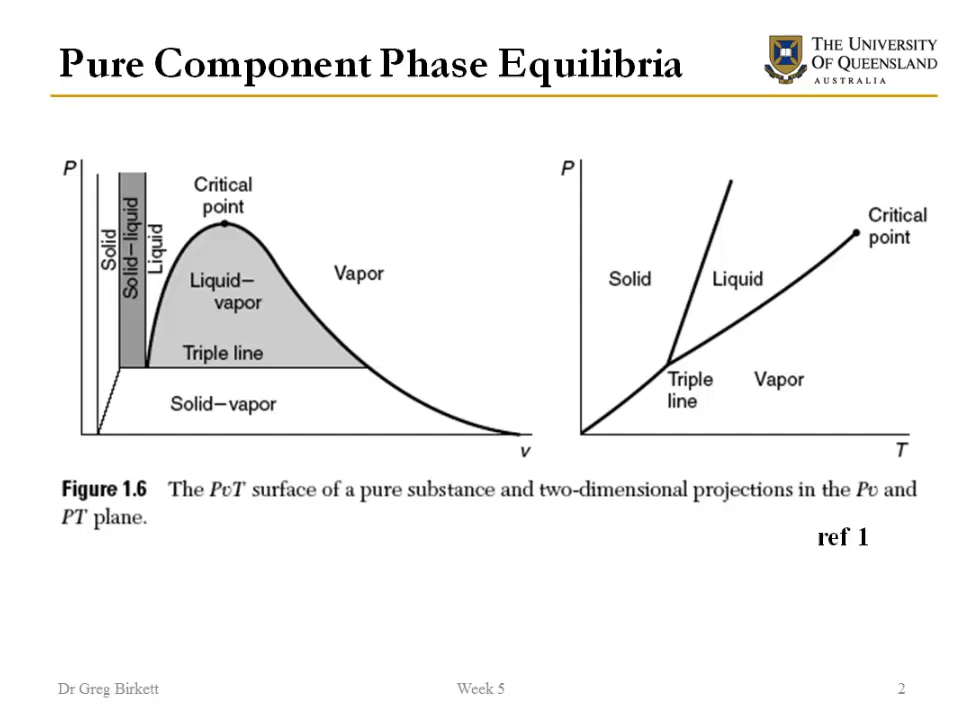 Pure Component Phase Equilibria
THE UNIVERSITY
OF QUEENSLAND
AUSTRALIA
P
Solid
Solid–liquid
Liquid
Critical
point
Liquid–
vapor
Vapor
Triple line
Solid–vapor
v
P
Solid
Liquid
Critical
point
Triple
line
Vapor
T
Figure 1.6 The PvT surface of a pure substance and two-dimensional projections in the Pv and
PT plane.
ref 1
Dr Greg Birkett
Week 5
2